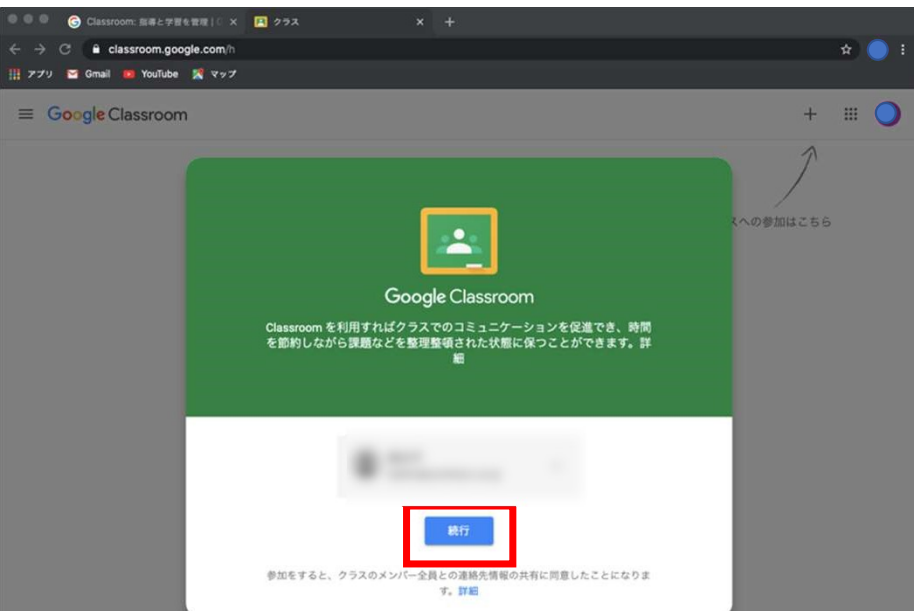 Classroom: 指導と学習を管理 | G
クラス
classroom.google.com/h
アプリ
Gmail
YouTube
マップ
Google Classroom
スへの参加はこちら
Google Classroom
Classroom を利用すればクラスでのコミュニケーションを促進でき、時間
を節約しながら課題などを整理整頓された状態に保つことができます。詳
細
続行
参加をすると、クラスのメンバー全員との連絡先情報の共有に同意したことになりま
す。詳細